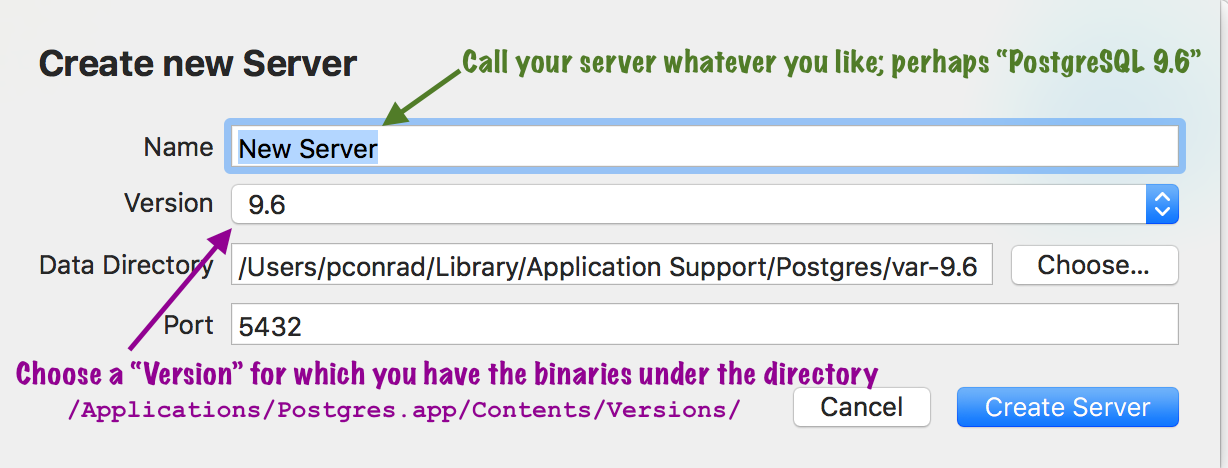 Create new Server
Call your server whatever you like; perhaps “PostgreSQL 9.6”
Name New Server
Version 9.6
Data Directory /Users/pconrad/Library/Application Support/Postgres/var-9.6 Choose...
Port 5432
Choose a “Version” for which you have the binaries under the directory
/Applications/Postgres.app/Contents/Versions/
Cancel Create Server